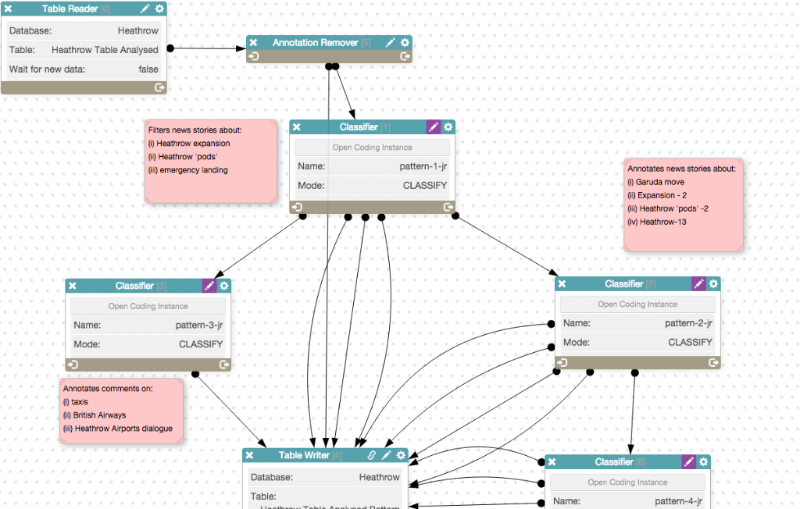 Table Reader [0]
Database: Heathrow
Table: Heathrow Table Analysed
Wait for new data: false
Annotation Remover [5]
Filters news stories about:
(i) Heathrow expansion
(ii) Heathrow 'pods'
(iii) emergency landing
Classifier [1]
Open Coding Instance
Name: pattern-1-jr
Mode: CLASSIFY
Annotates news stories about:
(i) Garuda move
(ii) Expansion - 2
(iii) Heathrow 'pods' -2
(iv) Heathrow-13
Classifier [3]
Open Coding Instance
Name: pattern-3-jr
Mode: CLASSIFY
Classifier [2]
Open Coding Instance
Name: pattern-2-jr
Mode: CLASSIFY
Annotates comments on:
(i) taxis
(ii) British Airways
(iii) Heathrow Airports dialogue
Table Writer [4]
Database: Heathrow
Table:
Heathrow Table Analysed Pattern
Classifier [6]
Open Coding Instance
Name: pattern-4-jr